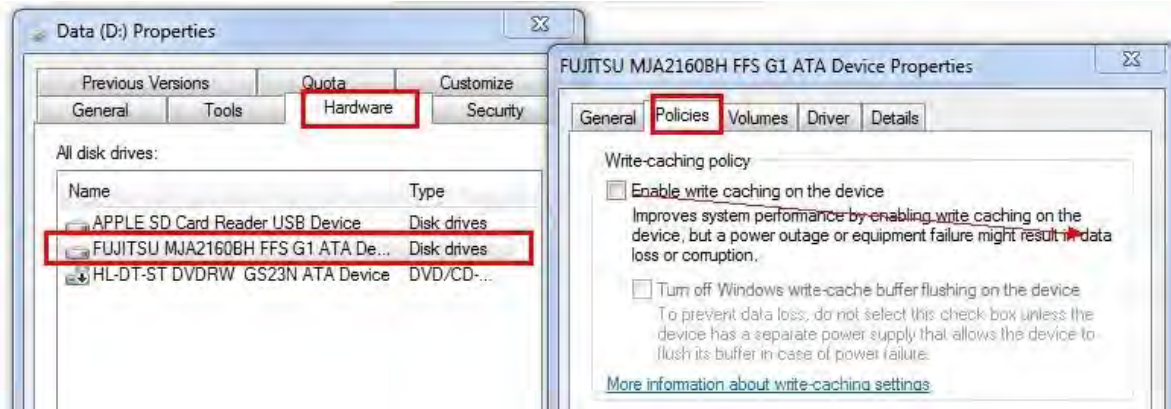 Data (D:) Properties
Previous Versions Quota Customize
General Tools Hardware Security
All disk drives:
Name Type
APPLE SD Card Reader USB Device Disk drives
FUJITSU MJA2160BH FFS G1 ATA De... Disk drives
HL-DT-ST DVDRW GS23N ATA Device DVD/CD-...
FUJITSU MJA2160BH FFS G1 ATA Device Properties
General Policies Volumes Driver Details
Write-caching policy
Enable write caching on the device
Improves system performance by enabling write caching on the
device, but a power outage or equipment failure might result in data
loss or corruption.
Turn off Windows write-cache buffer flushing on the device
To prevent data loss, do not select this check box unless the
device has a separate power supply that allows the device to
flush its buffer in case of power failure.
More information about write-caching settings